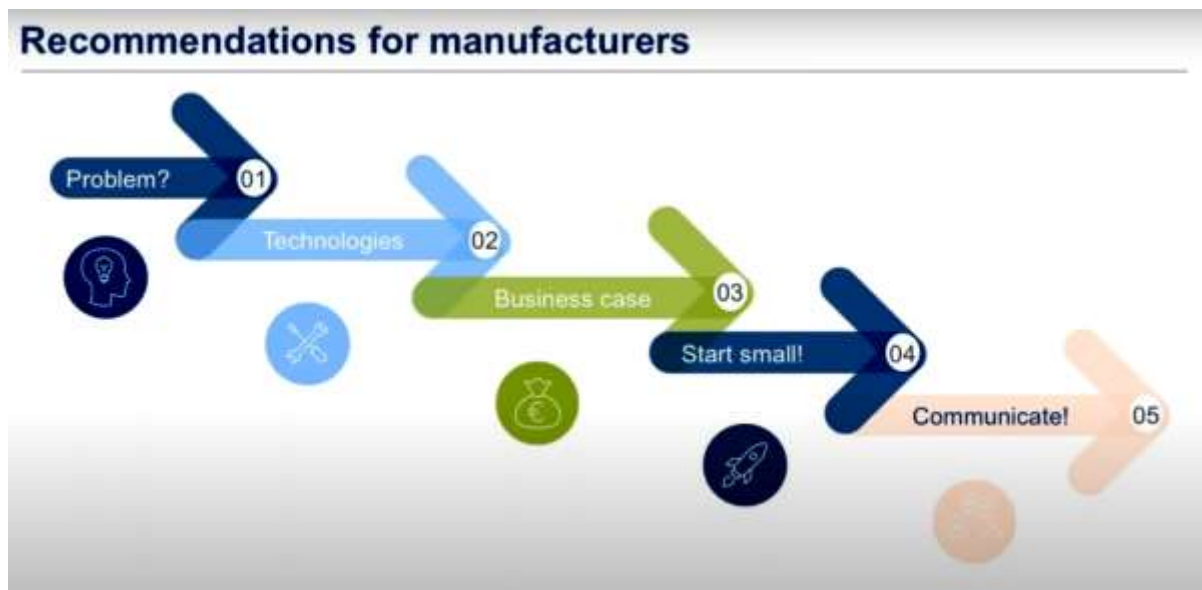 Recommendations for manufacturers
Problem? 01
Technologies 02
Business case 03
Start small! 04
Communicate! 05
€